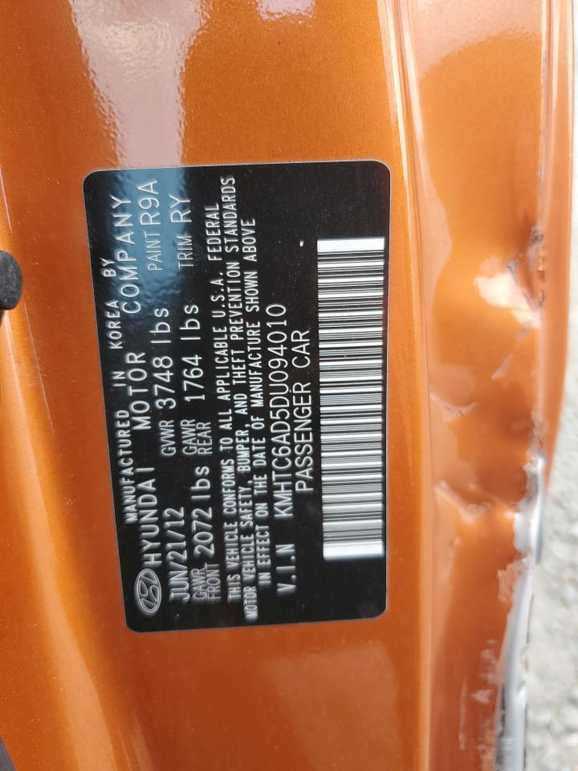 MANUFACTURED IN KOREA BY
HYUNDAI MOTOR COMPANY
JUN/21/12 GVWR 3748 lbs PAINT R9A
GAWR FRONT 2072 lbs GAWR REAR 1764 lbs TRIM RY
THIS VEHICLE CONFORMS TO ALL APPLICABLE U.S.A. FEDERAL
MOTOR VEHICLE SAFETY, BUMPER, AND THEFT PREVENTION STANDARDS
IN EFFECT ON THE DATE OF MANUFACTURE SHOWN ABOVE
V.I.N KMHTC6AD5DU094010
PASSENGER CAR